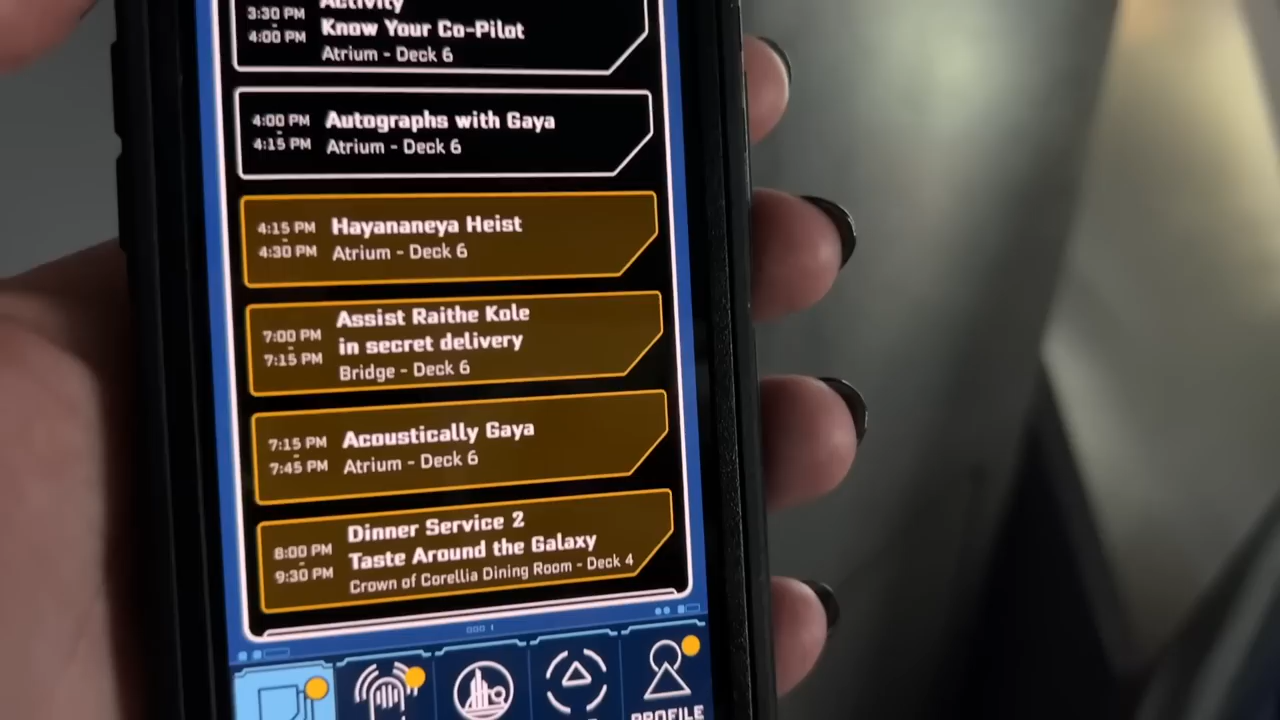 3:30 PM
-
4:00 PM
Activity
Know Your Co-Pilot
Atrium - Deck 6
4:00 PM
-
4:15 PM
Autographs with Gaya
Atrium - Deck 6
4:15 PM
-
4:30 PM
Hayananeya Heist
Atrium - Deck 6
7:00 PM
-
7:15 PM
Assist Raithe Kole
in secret delivery
Bridge - Deck 6
7:15 PM
-
7:45 PM
Acoustically Gaya
Atrium - Deck 6
8:00 PM
-
9:30 PM
Dinner Service 2
Taste Around the Galaxy
Crown of Corellia Dining Room - Deck 4
PROFILE